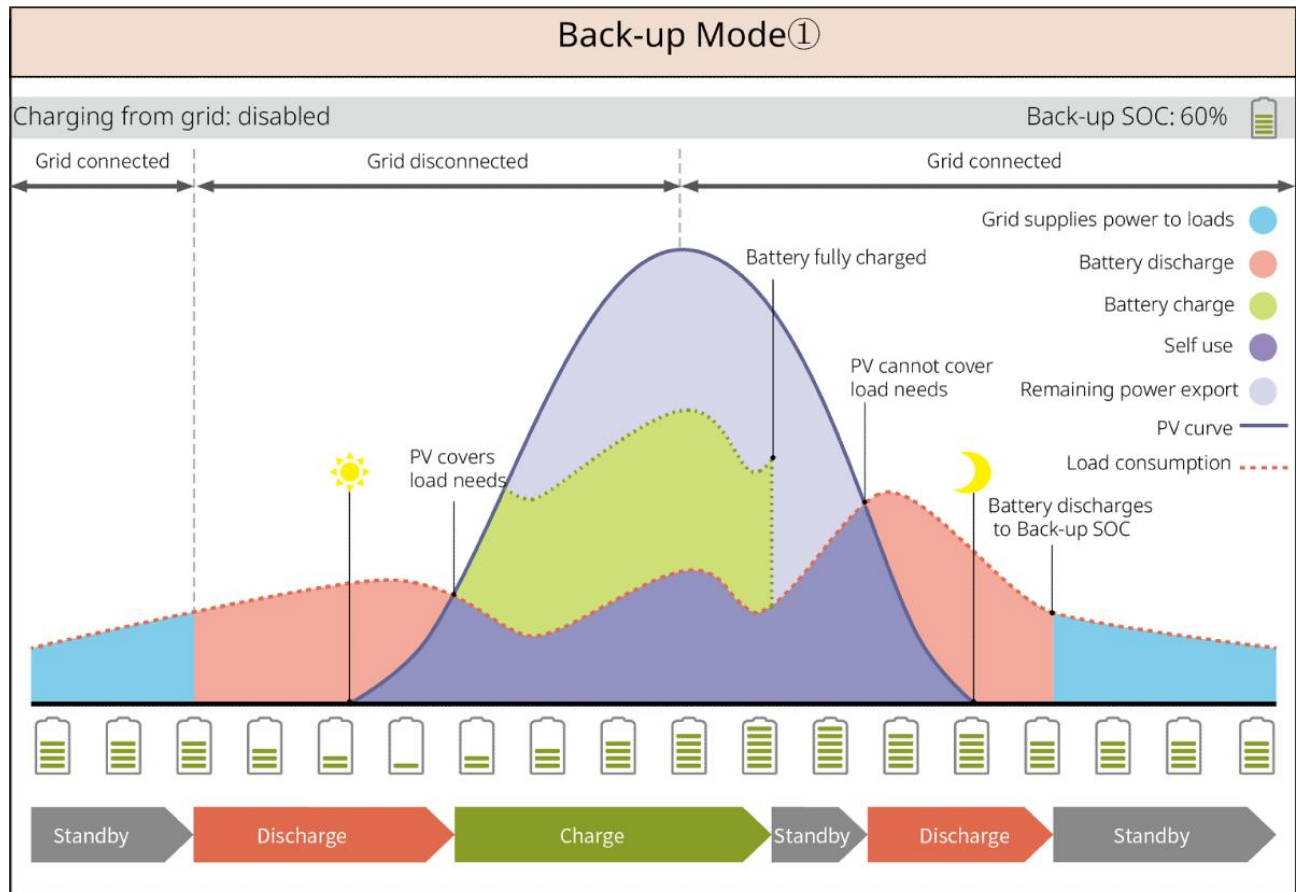 Back-up Mode①
Charging from grid: disabled
Back-up SOC: 60%
Grid connected
Grid disconnected
Grid connected
Grid supplies power to loads
Battery fully charged
Battery discharge
Battery charge
Self use
PV cannot cover
load needs
Remaining power export
PV curve
PV covers
load needs
Load consumption
Battery discharges
to Back-up SOC
Standby
Discharge
Charge
Standby
Discharge
Standby